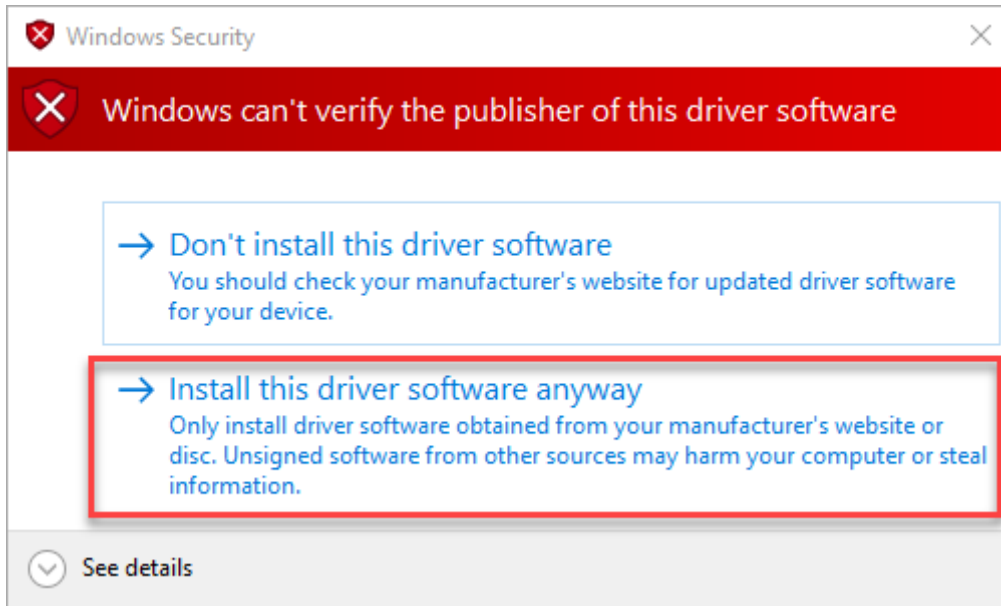 Windows Security
Windows can't verify the publisher of this driver software
Don't install this driver software
You should check your manufacturer's website for updated driver software
for your device.
Install this driver software anyway
Only install driver software obtained from your manufacturer's website or
disc. Unsigned software from other sources may harm your computer or steal
information.
See details